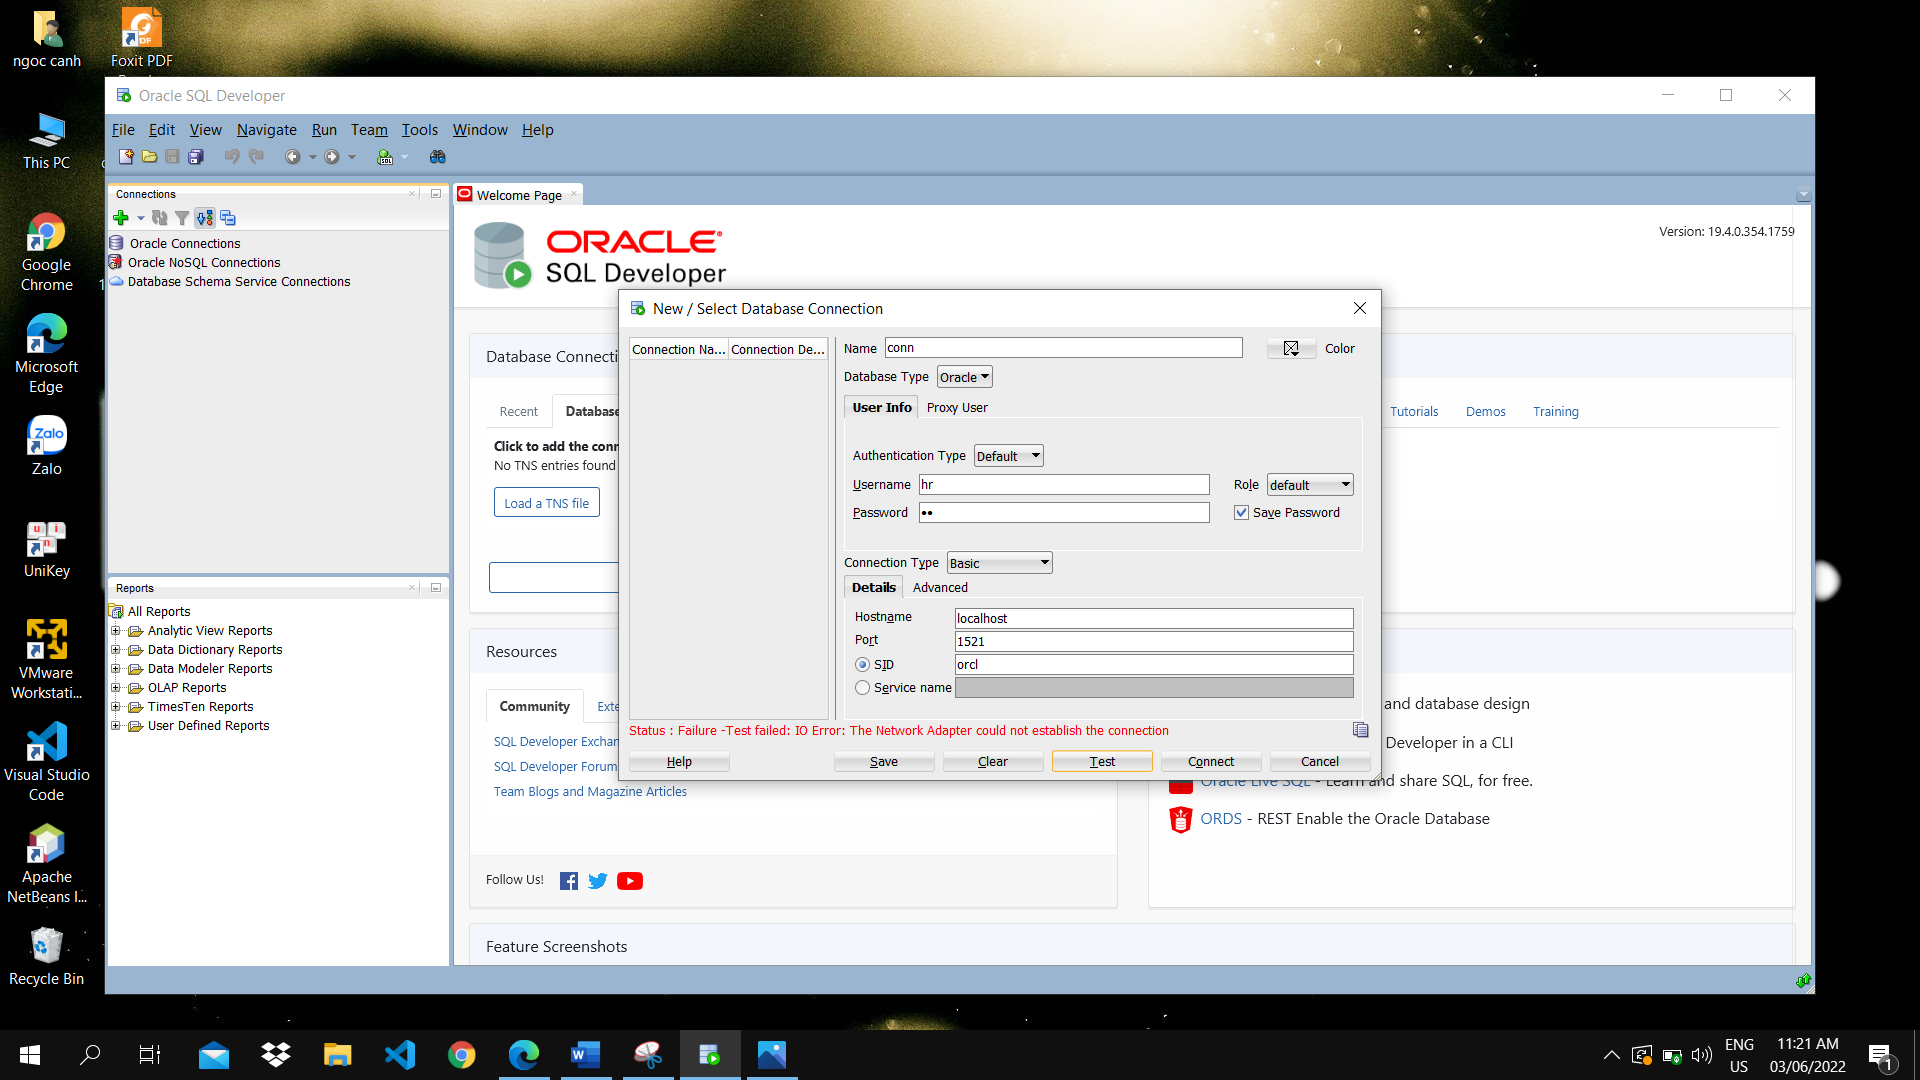 ngoc canh
Foxit PDF
This PC
Google
Chrome
Microsoft
Edge
Zalo
Zalo
UniKey
VMware
Workstati...
Visual Studio
Code
Apache
NetBeans I...
Recycle Bin
Oracle SQL Developer
File Edit View Navigate Run Team Tools Window Help
Connections
Oracle Connections
Oracle NoSQL Connections
Database Schema Service Connections
Reports
All Reports
Analytic View Reports
Data Dictionary Reports
Data Modeler Reports
OLAP Reports
TimesTen Reports
User Defined Reports
Welcome Page
ORACLE
SQL Developer
Version: 19.4.0.354.1759
Database Connecti
Recent
Database
Click to add the conn
No TNS entries found
Load a TNS file
Tutorials Demos Training
Resources
Community
Exte
SQL Developer Exchan
SQL Developer Forum
Team Blogs and Magazine Articles
Follow Us!
and database design
Developer in a CLI
Oracle Live SQL - Learn and share SQL, for free.
ORDS - REST Enable the Oracle Database
Feature Screenshots
New / Select Database Connection
Connection Na... Connection De...
Name conn Color
Database Type Oracle
User Info Proxy User
Authentication Type Default
Username hr Role default
Password •• Save Password
Connection Type Basic
Details Advanced
Hostname localhost
Port 1521
SID orcl
Service name
Status : Failure -Test failed: IO Error: The Network Adapter could not establish the connection
Help Save Clear Test Connect Cancel
ENG
US
11:21 AM
03/06/2022
1